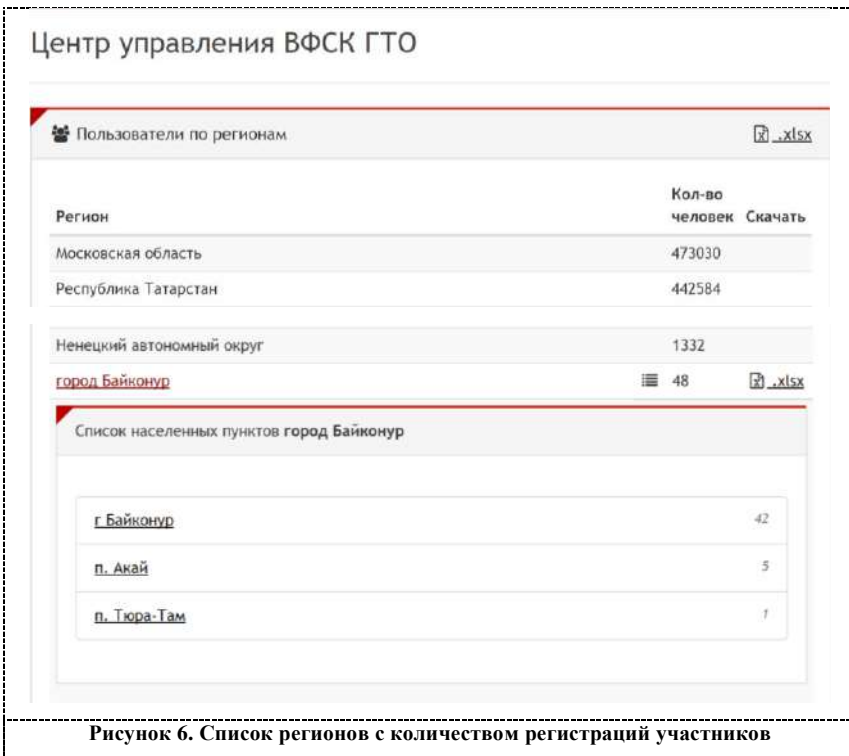 Центр управления ВФСК ГТО
Пользователи по регионам .xlsx
Регион Кол-во человек Скачать
Московская область 473030
Республика Татарстан 442584
Ненецкий автономный округ 1332
город Байконур 48 .xlsx
Список населенных пунктов город Байконур
г Байконур 42
п. Акай 5
п. Тюра-Там 1
Рисунок 6. Список регионов с количеством регистраций участников